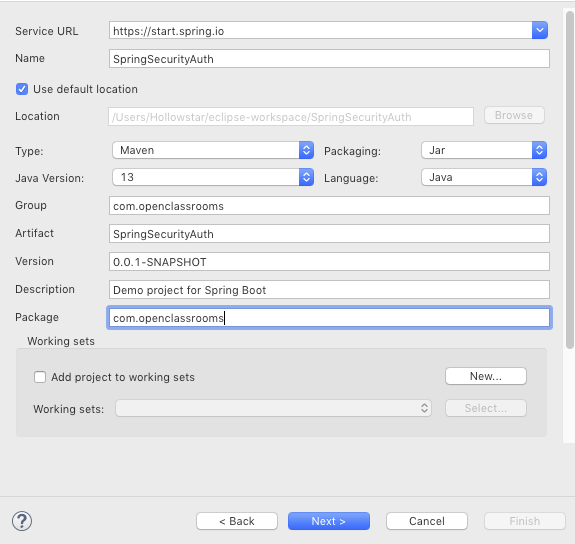 Service URL https://start.spring.io
Name SpringSecurityAuth
Use default location
Location /Users/Hollowstar/eclipse-workspace/SpringSecurityAuth Browse
Type: Maven Packaging: Jar
Java Version: 13 Language: Java
Group com.openclassrooms
Artifact SpringSecurityAuth
Version 0.0.1-SNAPSHOT
Description Demo project for Spring Boot
Package com.openclassrooms
Working sets
Add project to working sets New...
Working sets: Select...
? < Back Next > Cancel Finish